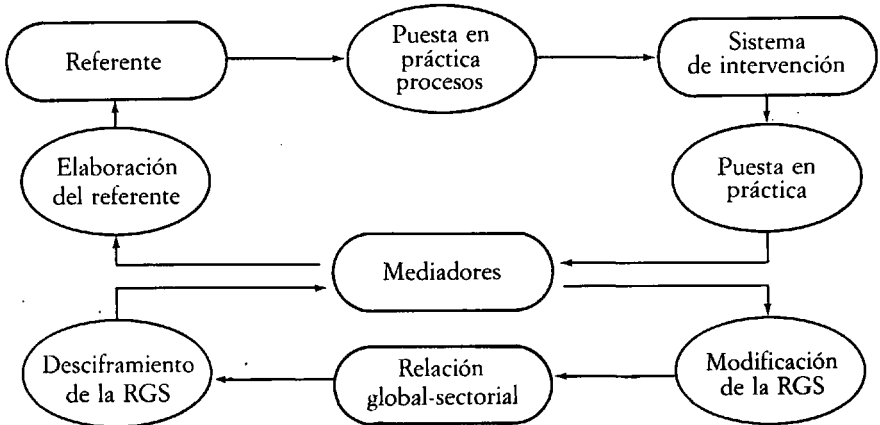 Referente
Puesta en
práctica
procesos
Sistema
de intervención
Elaboración
del referente
Puesta en
práctica
Mediadores
Desciframiento
de la RGS
Relación
global-sectorial
Modificación
de la RGS